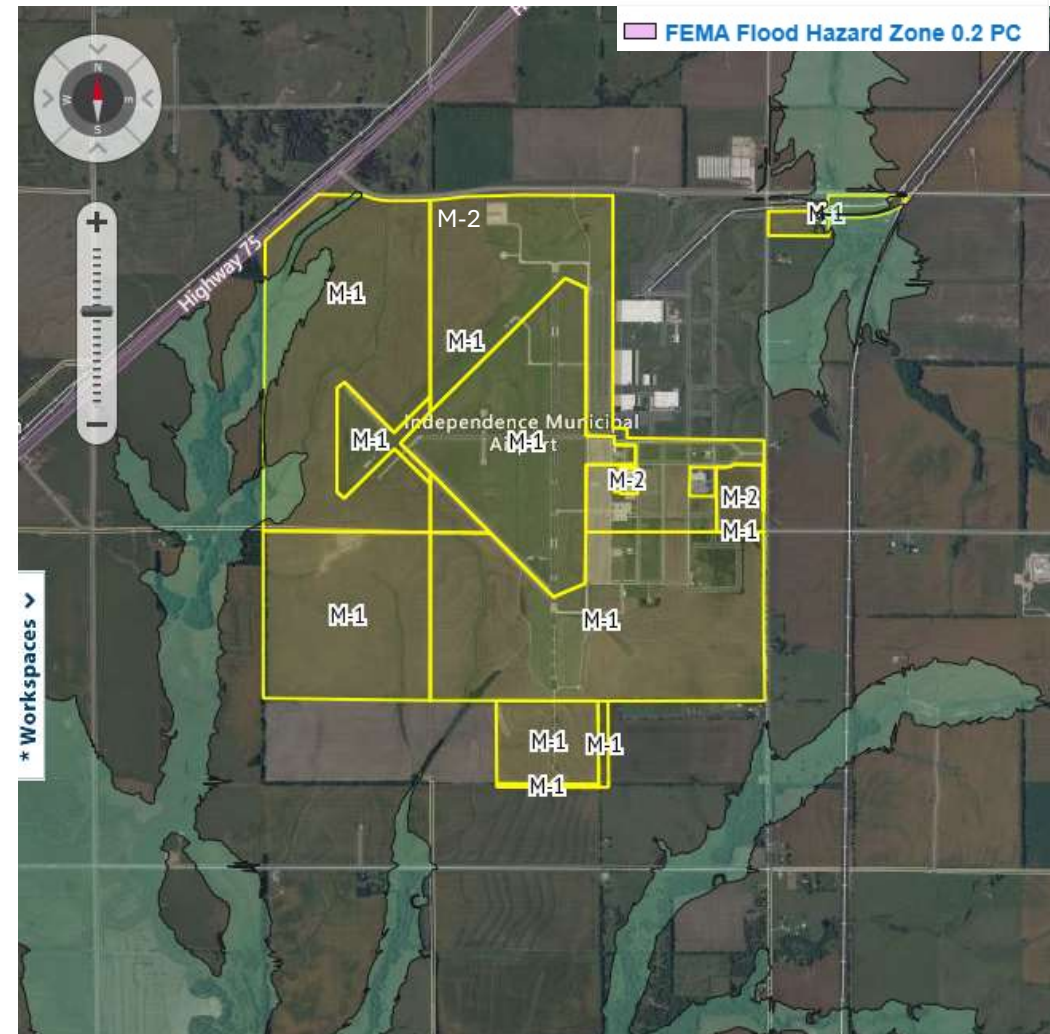 FEMA Flood Hazard Zone 0.2 PC
N
W
E
S
+
M-1
M-2
Highway 75
M-1
M-1
Independence Municipal
Airport
M-1
M-1
M-2
M-2
M-1
M-1
M-1
* Workspaces
M-1
M-1
M-1